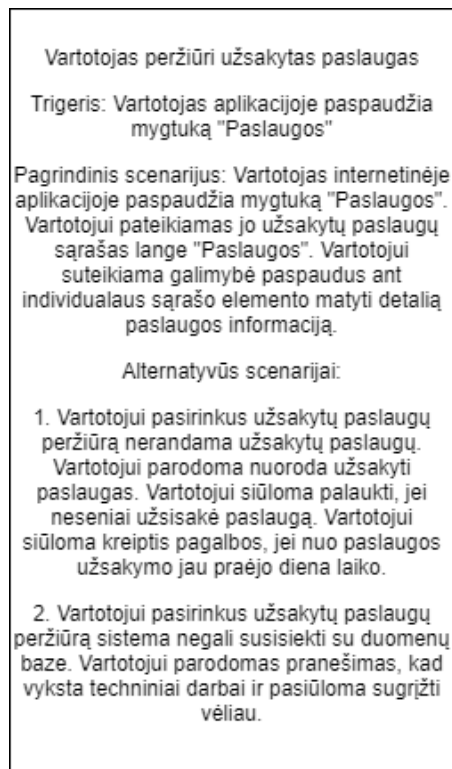 Vartotojas peržiūri užsakytas paslaugas
Trigeris: Vartotojas aplikacijoje paspaudžia
mygtuką "Paslaugos"
Pagrindinis scenarijus: Vartotojas internetinėje
aplikacijoje paspaudžia mygtuką "Paslaugos".
Vartotojui pateikiamas jo užsakytų paslaugų
sąrašas lange "Paslaugos". Vartotojui
suteikiama galimybė paspaudus ant
individualaus sąrašo elemento matyti detalią
paslaugos informaciją.
Alternatyvūs scenarijai:
1. Vartotojui pasirinkus užsakytų paslaugų
peržiūrą nerandama užsakytų paslaugų.
Vartotojui parodoma nuoroda užsakyti
paslaugas. Vartotojui siūloma palaukti, jei
neseniai užsisakė paslaugą. Vartotojui
siūloma kreiptis pagalbos, jei nuo paslaugos
užsakymo jau praėjo diena laiko.
2. Vartotojui pasirinkus užsakytų paslaugų
peržiūrą sistema negali susisiekti su duomenų
baze. Vartotojui parodomas pranešimas, kad
vyksta techniniai darbai ir pasiūloma sugrįžti
vėliau.